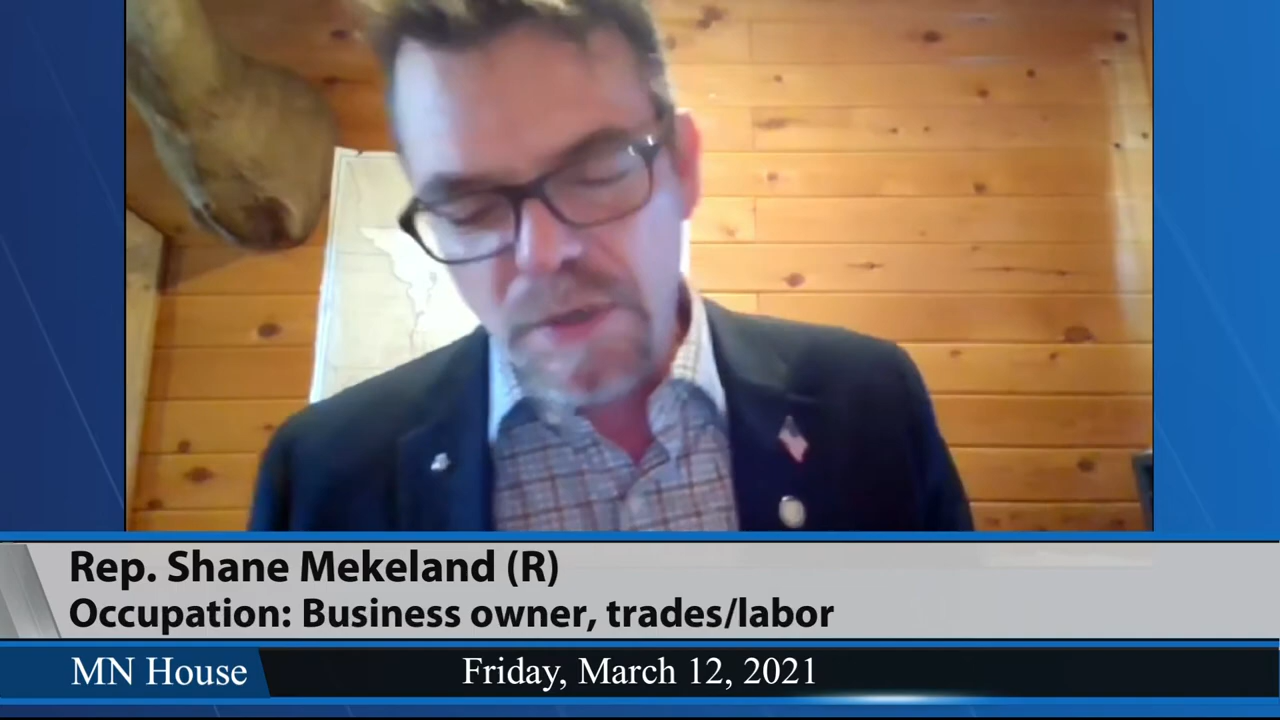 Rep. Shane Mekeland (R)
Occupation: Business owner, trades/labor
MN House
Friday, March 12, 2021